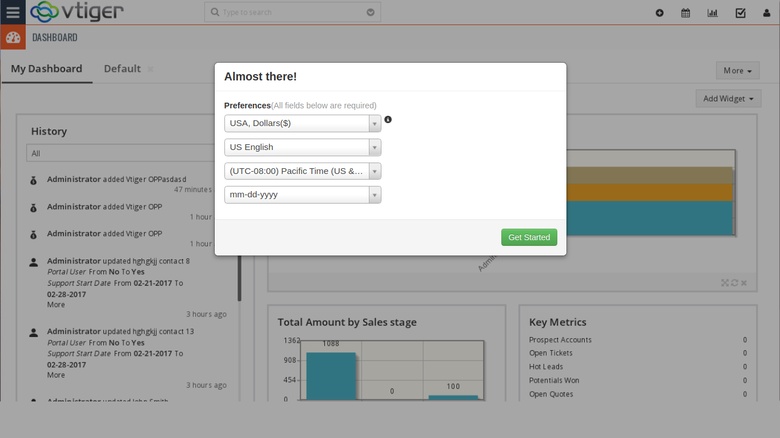 vtiger
Type to search
DASHBOARD
My Dashboard
Default
More
Add Widget
Almost there!
Preferences(All fields below are required)
USA, Dollars($)
US English
(UTC-08:00) Pacific Time (US &...
mm-dd-yyyy
Get Started
History
All
Administrator added Vtiger OPPasdasd
47 minutes
Administrator added Vtiger OPP
1 hour
Administrator added Vtiger OPP
1 hour
Administrator updated hghgkjj contact 8
Portal User From No To Yes
Support Start Date From 02-21-2017 To
02-28-2017
More
3 hours ago
Administrator updated hghgkjj contact 13
Portal User From No To Yes
Support Start Date From 02-21-2017 To
02-28-2017
More
3 hours ago
Total Amount by Sales stage
1362
908
454
0
1088
0
100
Key Metrics
Prospect Accounts 0
Open Tickets 0
Hot Leads 0
Potentials Won 0
Open Quotes 0